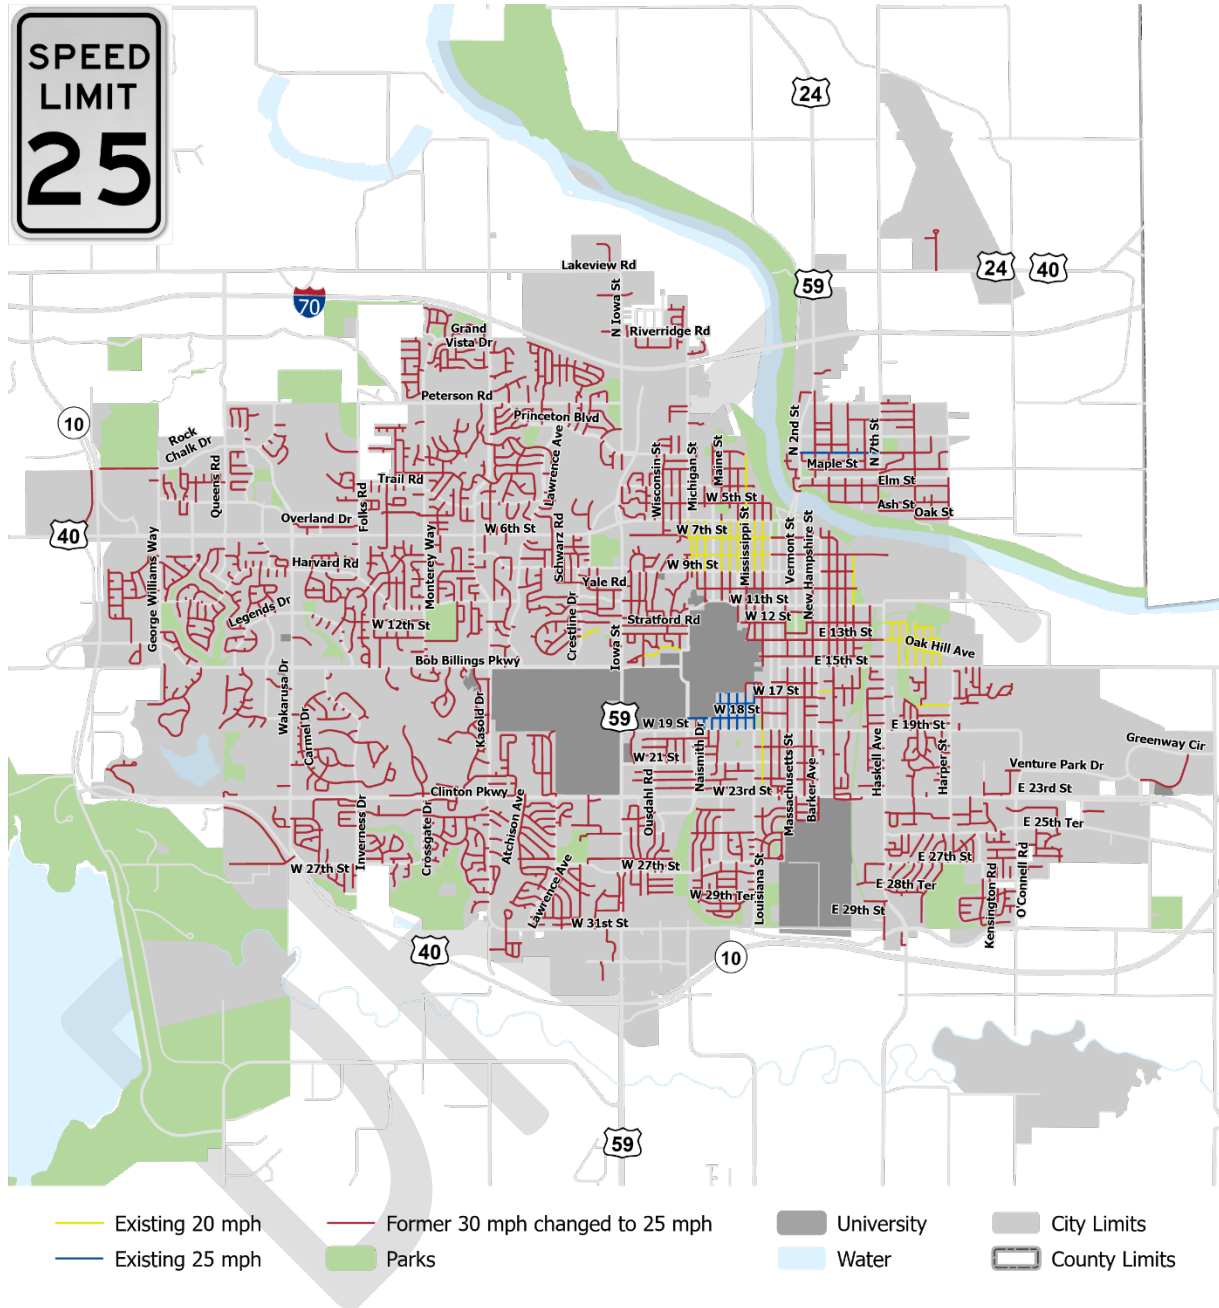 SPEED
LIMIT
25
24
24
40
59
Lakeview Rd
70
N Iowa St
Grand
Vista Dr
Riverridge Rd
Peterson Rd
10
Princeton Blvd
Rock
Chalk Dr
Lawrence Ave
N 2nd St
N 7th St
Queens Rd
Wisconsin St
Michigan St
Maine St
Maple St
Trail Rd
Elm St
Folks Rd
W 5th St
Ash St
Oak St
40
Overland Dr
W 6th St
Schwarz Rd
W 7th St
Mississippi St
Vermont St
New Hampshire St
George Williams Way
Harvard Rd
Monterey Way
W 9th St
Yale Rd
Legends Dr
W 11th St
W 12th St
Crestline Dr
Stratford Rd
W 12 St
E 13th St
Oak Hill Ave
Iowa St
Bob Billings Pkwy
E 15th St
Wakarusa Dr
Carmel Dr
Kasold Dr
W 17 St
W 18 St
59
W 19 St
Naismith Dr
E 19th St
Massachusetts St
Barker Ave
Haskell Ave
Harper St
Greenway Cir
W 21 St
Venture Park Dr
Ousdahl Rd
Clinton Pkwy
W 23rd St
E 23rd St
Inverness Dr
Crossgate Dr
Atchison Ave
E 25th Ter
W 27th St
Lawrence Ave
W 27th St
Louisiana St
E 27th St
O'Connell Rd
Kensington Rd
W 29th Ter
E 28th Ter
E 29th St
W 31st St
40
10
59
Existing 20 mph
Former 30 mph changed to 25 mph
University
City Limits
Existing 25 mph
Parks
Water
County Limits